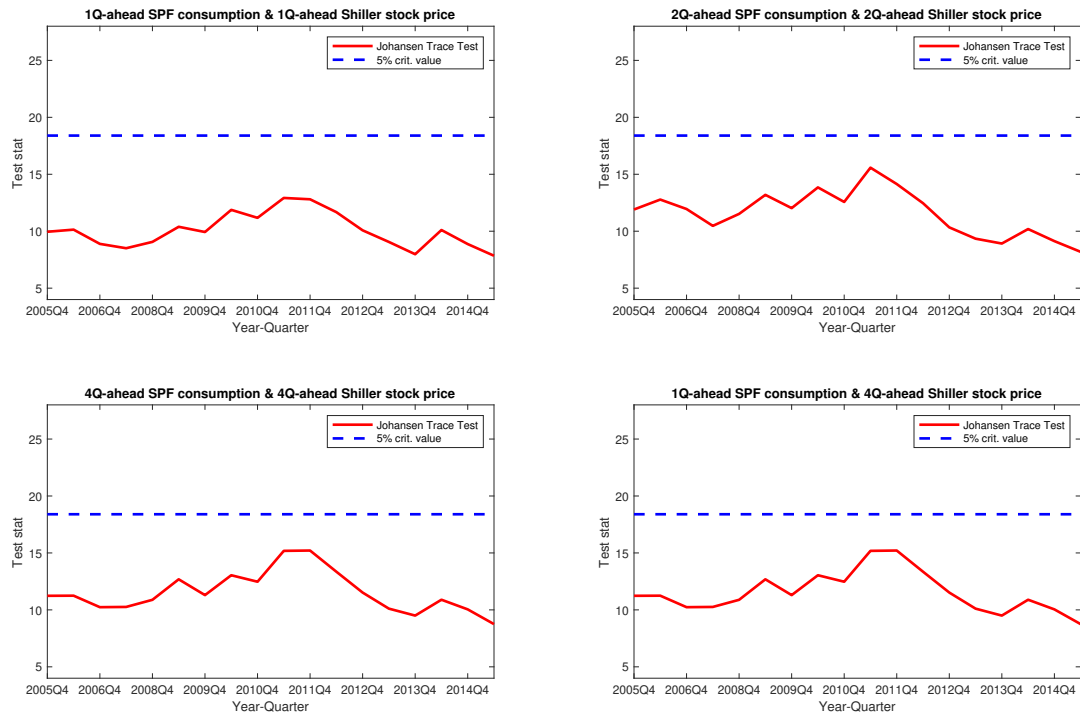 1Q-ahead SPF consumption & 1Q-ahead Shiller stock price
Johansen Trace Test
5% crit. value
Test stat
25
20
15
10
5
2005Q4 2006Q4 2008Q4 2009Q4 2010Q4 2011Q4 2012Q4 2013Q4 2014Q4
Year-Quarter
2Q-ahead SPF consumption & 2Q-ahead Shiller stock price
Johansen Trace Test
5% crit. value
Test stat
25
20
15
10
5
2005Q4 2006Q4 2008Q4 2009Q4 2010Q4 2011Q4 2012Q4 2013Q4 2014Q4
Year-Quarter
4Q-ahead SPF consumption & 4Q-ahead Shiller stock price
Johansen Trace Test
5% crit. value
Test stat
25
20
15
10
5
2005Q4 2006Q4 2008Q4 2009Q4 2010Q4 2011Q4 2012Q4 2013Q4 2014Q4
Year-Quarter
1Q-ahead SPF consumption & 4Q-ahead Shiller stock price
Johansen Trace Test
5% crit. value
Test stat
25
20
15
10
5
2005Q4 2006Q4 2008Q4 2009Q4 2010Q4 2011Q4 2012Q4 2013Q4 2014Q4
Year-Quarter